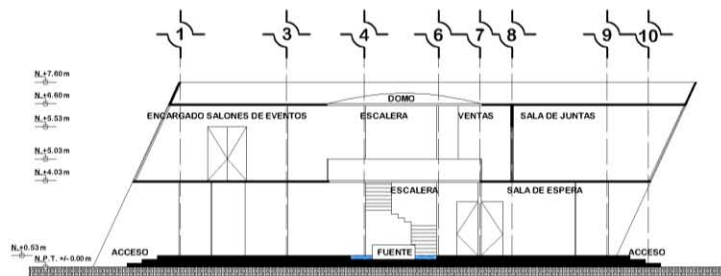 1 3 4 6 7 8 9 10
N.+7.60m
N.+6.60m
DOMO
ENCARGADO SALONES DE EVENTOS ESCALERA VENTAS SALA DE JUNTAS
N.+5.53m
N.+5.03m
N.+4.03m
ESCALERA SALA DE ESPERA
N.+0.53m
ACCESO FUENTE ACCESO
N.P.T. +/-0.00m